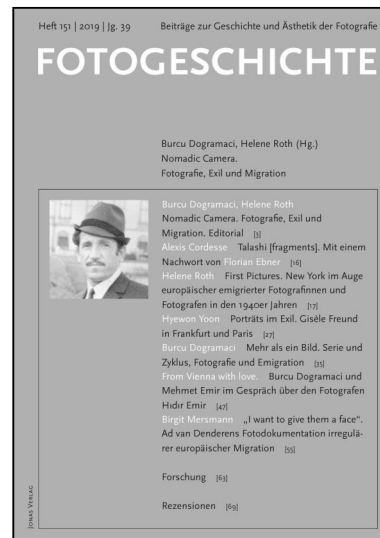 Heft 151 | 2019 | Jg. 39 Beiträge zur Geschichte und Ästhetik der Fotografie
FOTOGESCHICHTE
Burcu Dogramaci, Helene Roth (Hg.)
Nomadic Camera.
Fotografie, Exil und Migration
Burcu Dogramaci, Helene Roth
Nomadic Camera. Fotografie, Exil und
Migration. Editorial [3]
Alexis Cordesse Talashi [fragments]. Mit einem
Nachwort von Florian Ebner [16]
Helene Roth First Pictures. New York im Auge
europäischer emigrierter Fotografinnen und
Fotografen in den 1940er Jahren [17]
Hyewon Yoon Porträts im Exil. Gisèle Freund
in Frankfurt und Paris [27]
Burcu Dogramaci Mehr als ein Bild. Serie und
Zyklus, Fotografie und Emigration [35]
From Vienna with love. Burcu Dogramaci und
Mehmet Emir im Gespräch über den Fotografen
Hıdır Emir [47]
Birgit Mersmann „I want to give them a face“.
Ad van Denderens Fotodokumentation irregulä-
rer europäischer Migration [55]
Forschung [63]
Rezensionen [69]
JONAS VERLAG